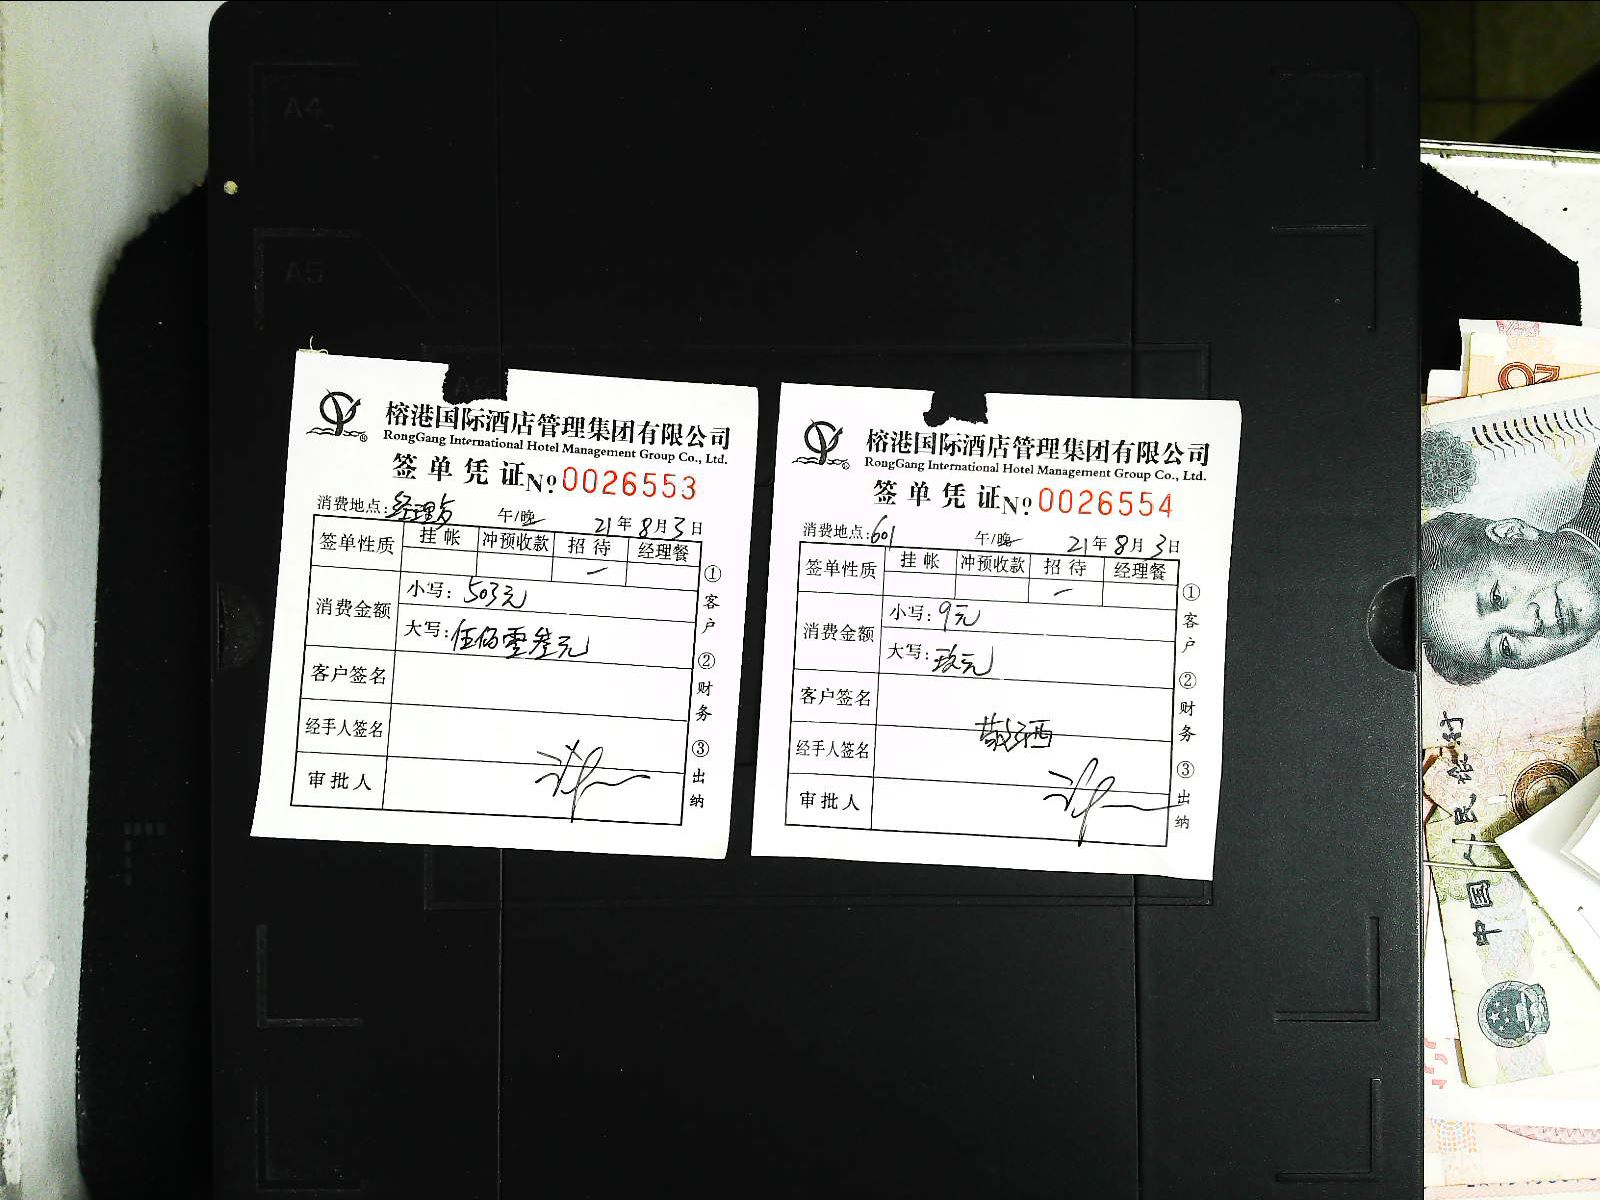 A4
A5
榕港国际酒店管理集团有限公司
RongGang International Hotel Management Group Co., Ltd.
签单凭证 №0026553
消费地点:经理房 午/晚 21年8月3日
签单性质 挂帐 冲预收款 招待 经理餐
消费金额 小写:503元
大写:伍佰零叁元
客户签名
经手人签名
审批人
①客户 ②财务 ③出纳
榕港国际酒店管理集团有限公司
RongGang International Hotel Management Group Co., Ltd.
签单凭证 №0026554
消费地点:601 午/晚 21年8月3日
签单性质 挂帐 冲预收款 招待 经理餐
消费金额 小写:9元
大写:玖元
客户签名
经手人签名
审批人
①客户 ②财务 ③出纳
中国人民银行